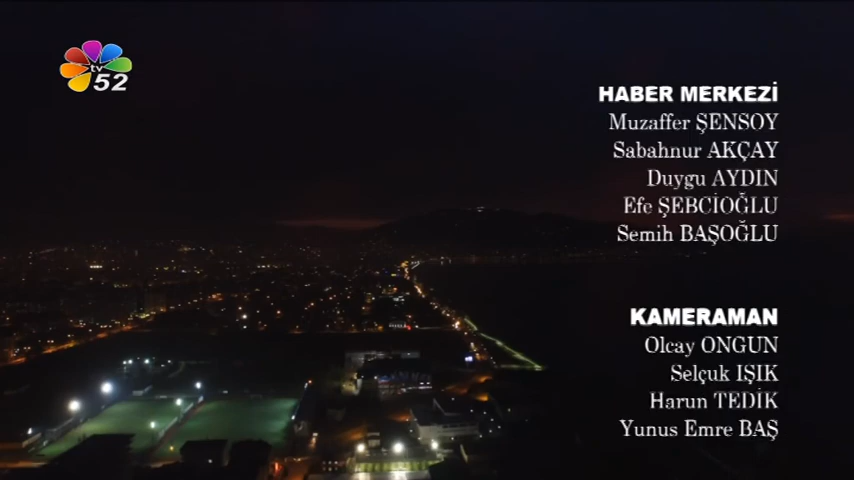 tv
52
HABER MERKEZİ
Muzaffer ŞENSOY
Sabahnur AKÇAY
Duygu AYDIN
Efe ŞEBCİOĞLU
Semih BAŞOĞLU
KAMERAMAN
Olcay ONGUN
Selçuk IŞIK
Harun TEDİK
Yunus Emre BAŞ